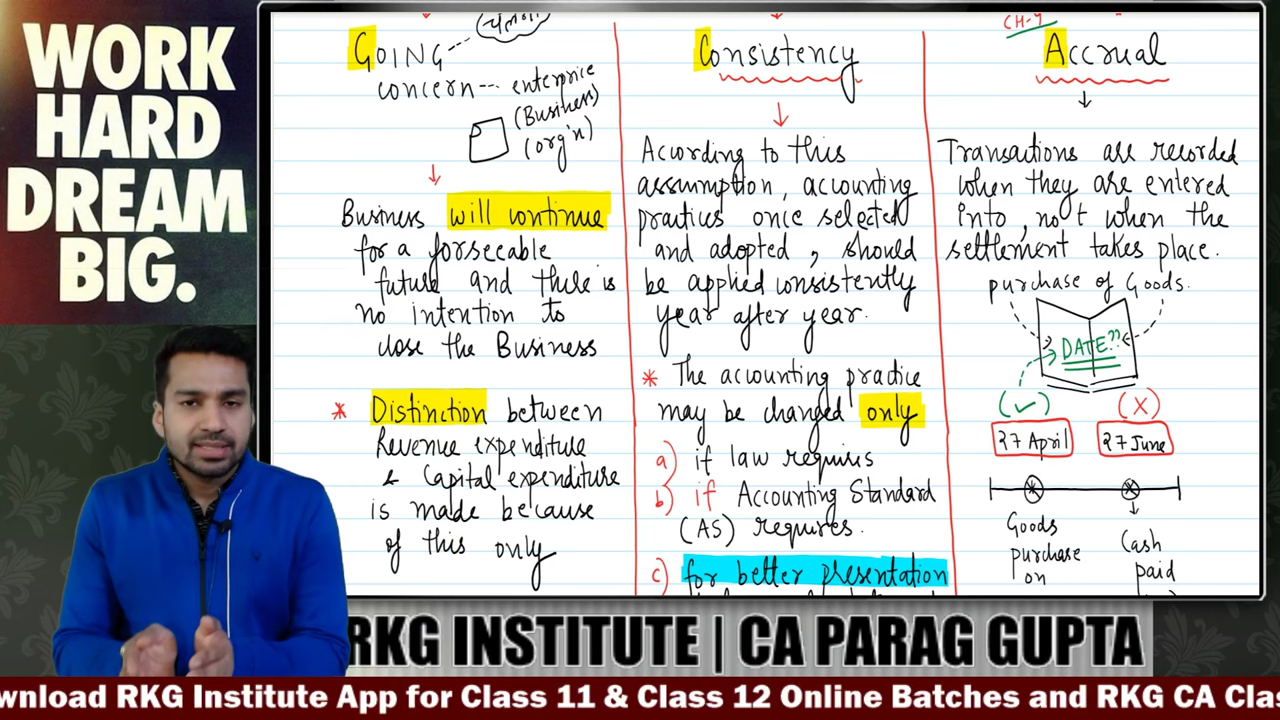 WORK
HARD
DREAM
BIG.
GOING
concern-- enterprice
(Business)
(org'n)
Business will continue
for a forseeable
future and there is
no intention to
close the Business
* Distinction between
Revenue expenditure
& Capital expenditure
is made because
of this only
Consistency
According to this
assumption, accounting
practices once selected
and adopted, should
be applied consistently
year after year.
* The accounting practice
may be changed only
a) if law requires
b) if Accounting Standard
(AS) requires.
c) for better presentation
CH-4
Accrual
Transactions are recorded
when they are entered
into, not when the
settlement takes place.
purchase of Goods.
DATE??
(✓) (X)
27 April 27 June
Goods
purchase
on
Cash
paid
RKG INSTITUTE | CA PARAG GUPTA
wnload RKG Institute App for Class 11 & Class 12 Online Batches and RKG CA Clas